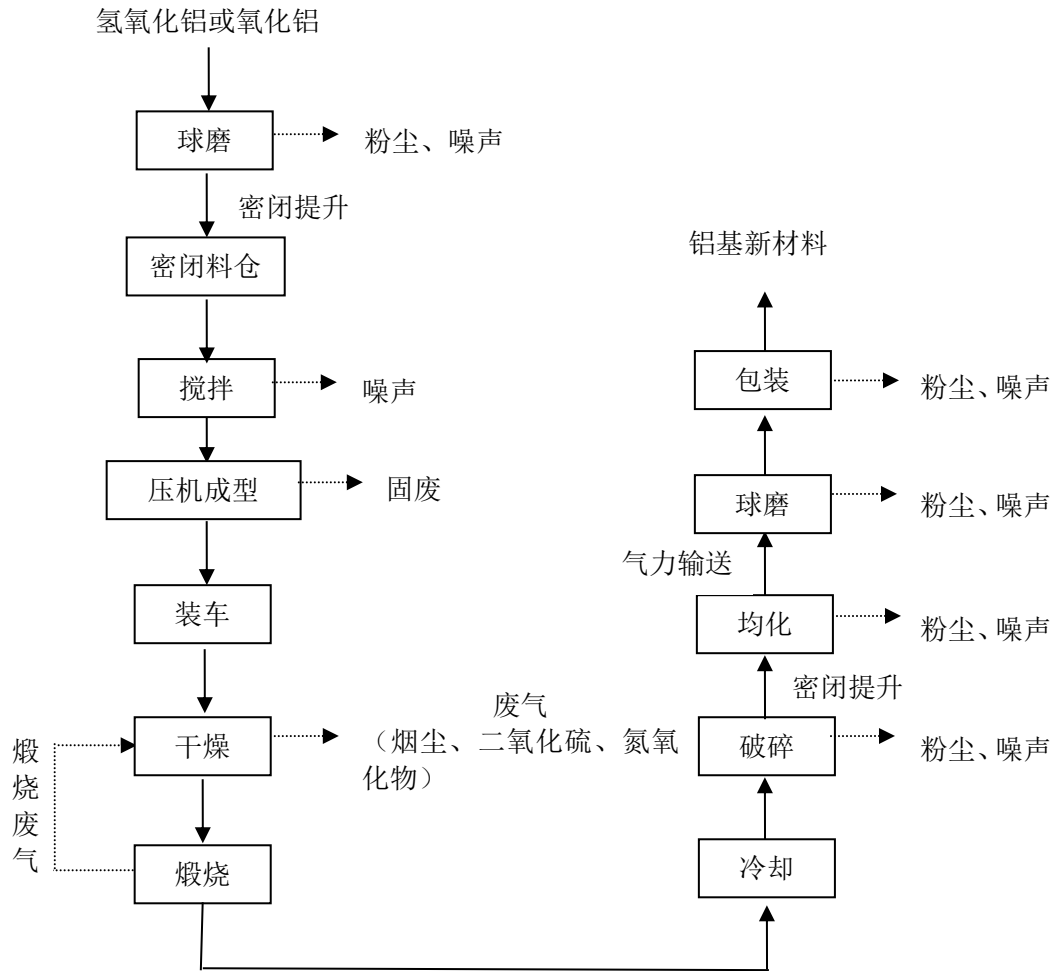 氢氧化铝或氧化铝
球磨
粉尘、噪声
密闭提升
密闭料仓
搅拌
噪声
压机成型
固废
装车
干燥
废气
（烟尘、二氧化硫、氮氧
化物）
煅
烧
废
气
煅烧
铝基新材料
包装
粉尘、噪声
球磨
粉尘、噪声
气力输送
均化
粉尘、噪声
密闭提升
破碎
粉尘、噪声
冷却